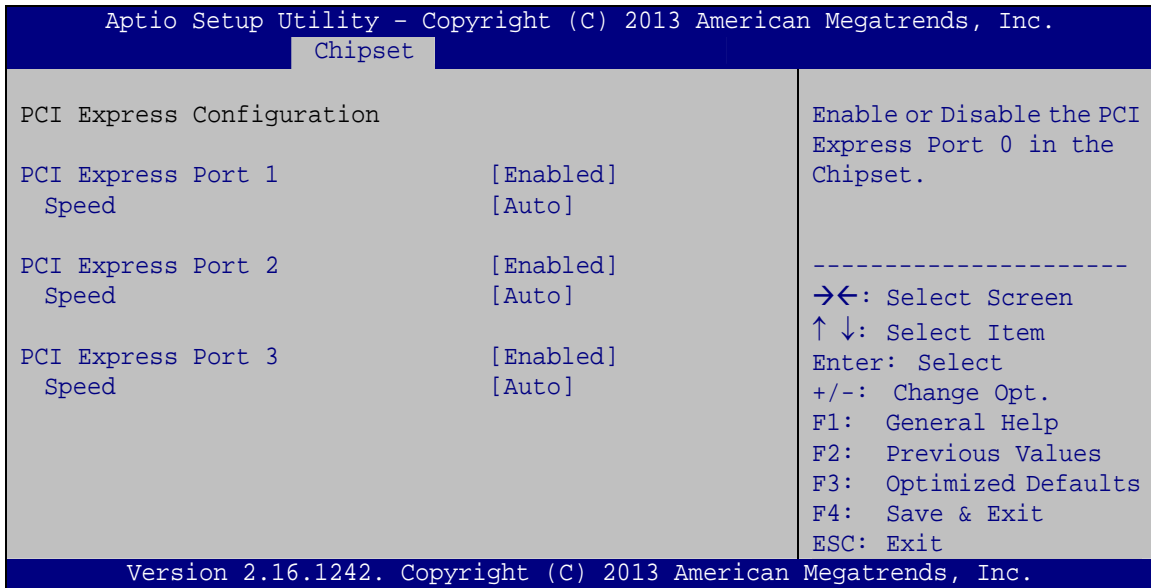 Aptio Setup Utility – Copyright (C) 2013 American Megatrends, Inc.
Chipset
PCI Express Configuration
PCI Express Port 1 [Enabled]
Speed [Auto]
PCI Express Port 2 [Enabled]
Speed [Auto]
PCI Express Port 3 [Enabled]
Speed [Auto]
Enable or Disable the PCI
Express Port 0 in the
Chipset.
-----------------------
→←: Select Screen
↑ ↓: Select Item
Enter: Select
+/-: Change Opt.
F1: General Help
F2: Previous Values
F3: Optimized Defaults
F4: Save & Exit
ESC: Exit
Version 2.16.1242. Copyright (C) 2013 American Megatrends, Inc.